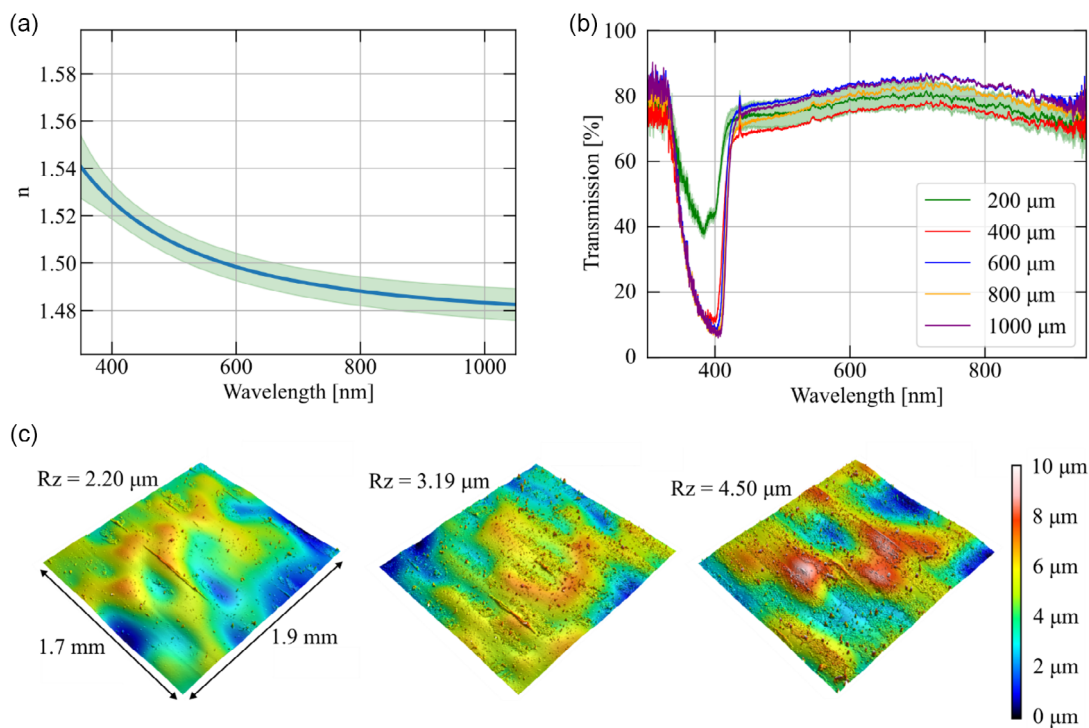 (a)
1.58
1.56
1.54
1.52
1.50
1.48
n
400
600
800
1000
Wavelength [nm]
(b)
100
80
60
40
20
0
Transmission [%]
200 μm
400 μm
600 μm
800 μm
1000 μm
400
600
800
Wavelength [nm]
(c)
Rz = 2.20 μm
Rz = 3.19 μm
Rz = 4.50 μm
1.7 mm
1.9 mm
10 μm
8 μm
6 μm
4 μm
2 μm
0 μm